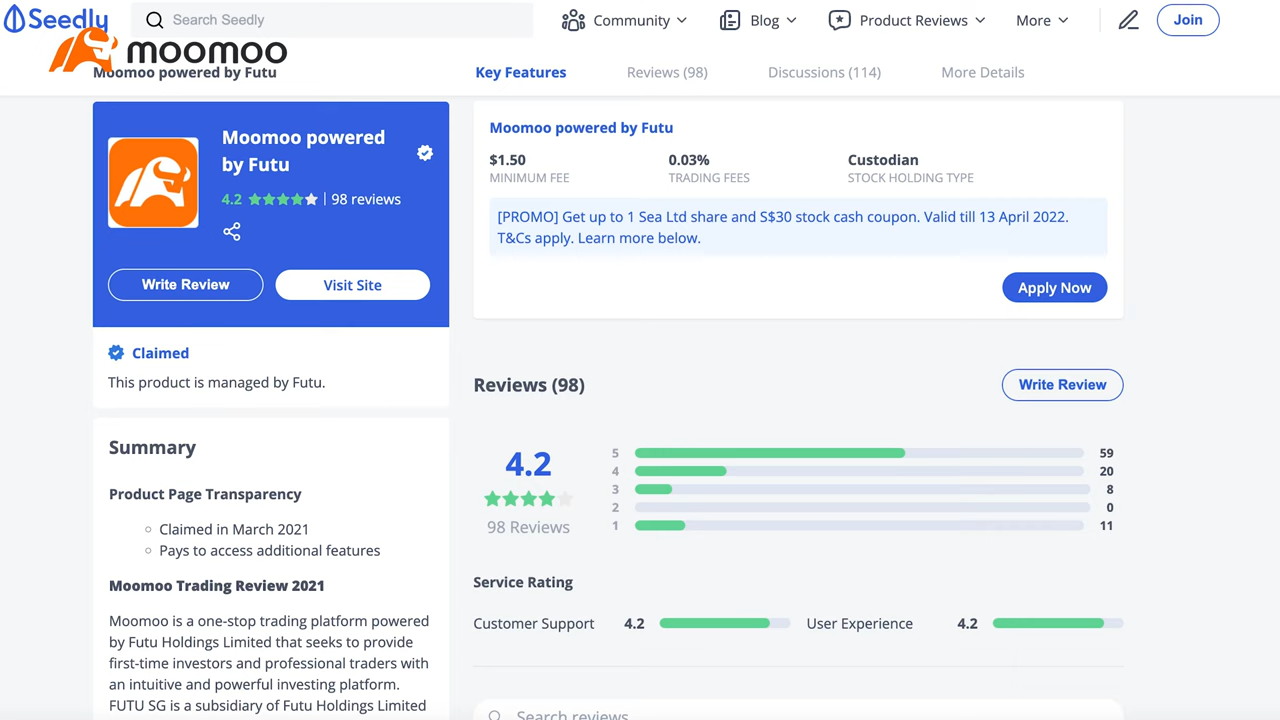 Seedly
Search Seedly
Community
Blog
Product Reviews
More
Join
moomoo
Moomoo powered by Futu
Key Features
Reviews (98)
Discussions (114)
More Details
Moomoo powered
by Futu
4.2
98 reviews
Write Review
Visit Site
Claimed
This product is managed by Futu.
Summary
Product Page Transparency
Claimed in March 2021
Pays to access additional features
Moomoo Trading Review 2021
Moomoo is a one-stop trading platform powered
by Futu Holdings Limited that seeks to provide
first-time investors and professional traders with
an intuitive and powerful investing platform.
FUTU SG is a subsidiary of Futu Holdings Limited
Moomoo powered by Futu
$1.50
MINIMUM FEE
0.03%
TRADING FEES
Custodian
STOCK HOLDING TYPE
[PROMO] Get up to 1 Sea Ltd share and S$30 stock cash coupon. Valid till 13 April 2022.
T&Cs apply. Learn more below.
Apply Now
Reviews (98)
Write Review
4.2
98 Reviews
5 59
4 20
3 8
2 0
1 11
Service Rating
Customer Support 4.2
User Experience 4.2
Search reviews